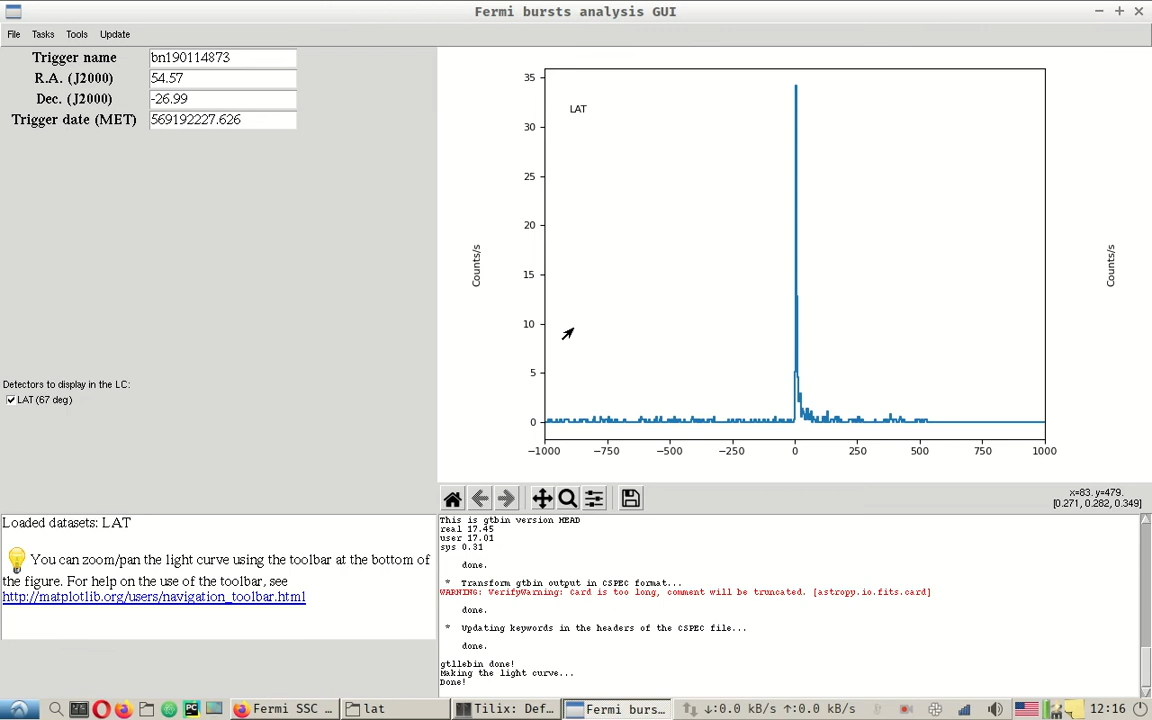 Fermi bursts analysis GUI
File Tasks Tools Update
Trigger name bn190114873
R.A. (J2000) 54.57
Dec. (J2000) -26.99
Trigger date (MET) 569192227.626
Detectors to display in the LC:
LAT (67 deg)
LAT
Counts/s
35
30
25
20
15
10
5
0
−1000 −750 −500 −250 0 250 500 750 1000
Counts/s
x=83. y=479.
[0.271, 0.282, 0.349]
Loaded datasets: LAT
You can zoom/pan the light curve using the toolbar at the bottom of
the figure. For help on the use of the toolbar, see
http://matplotlib.org/users/navigation_toolbar.html
This is gtbin version HEAD
real 17.45
user 17.01
sys 0.31
done.
* Transform gtbin output in CSPEC format...
WARNING: VerifyWarning: Card is too long, comment will be truncated. [astropy.io.fits.card]
done.
* Updating keywords in the headers of the CSPEC file...
done.
gtllebin done!
Making the light curve...
Done!
Fermi SSC ... lat Tilix: Def... Fermi burs... ↓:0.0 kB/s ↑:0.0 kB/s 12:16